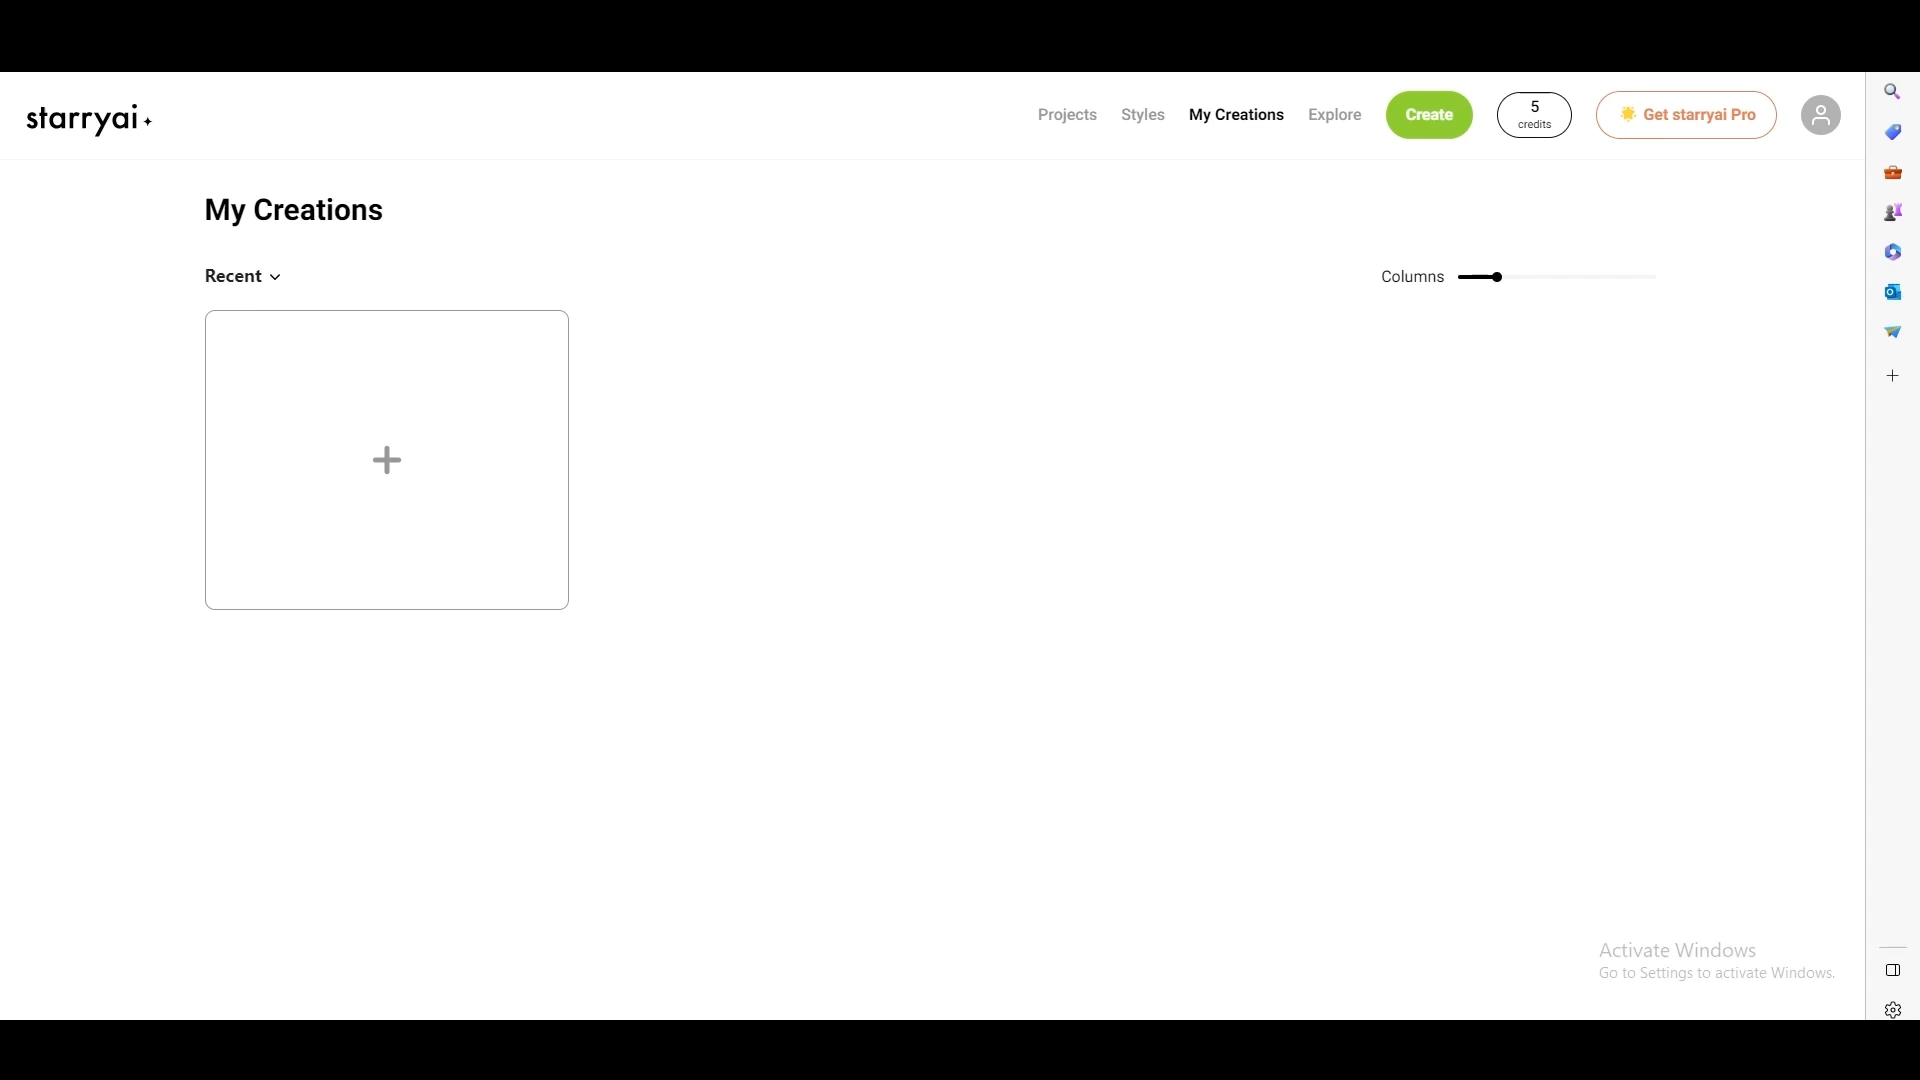 starryai
Projects Styles My Creations Explore Create 5 credits Get starryai Pro
My Creations
Recent
Columns
Activate Windows
Go to Settings to activate Windows.